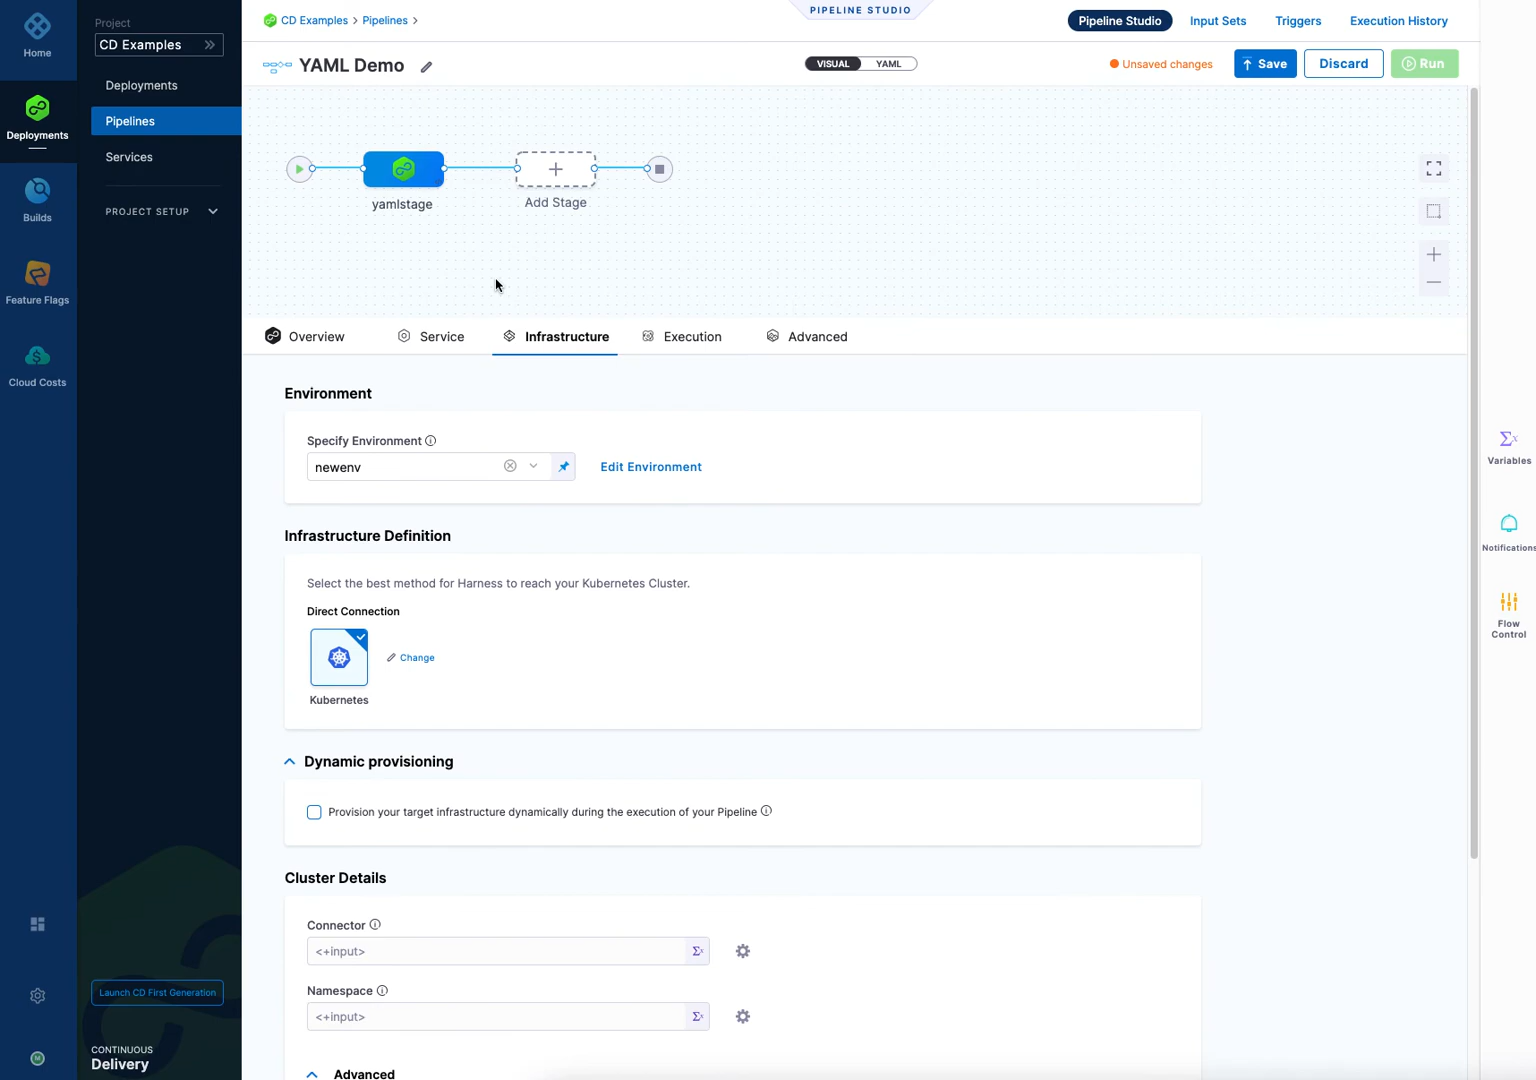 Home
Deployments
Builds
Feature Flags
Cloud Costs
M
Project
CD Examples
Deployments
Pipelines
Services
PROJECT SETUP
Launch CD First Generation
CONTINUOUS
Delivery
PIPELINE STUDIO
CD Examples > Pipelines >
Pipeline Studio
Input Sets
Triggers
Execution History
YAML Demo
VISUAL
YAML
Unsaved changes
Save
Discard
Run
yamlstage
Add Stage
Overview
Service
Infrastructure
Execution
Advanced
Environment
Specify Environment
newenv
Edit Environment
Infrastructure Definition
Select the best method for Harness to reach your Kubernetes Cluster.
Direct Connection
Change
Kubernetes
Dynamic provisioning
Provision your target infrastructure dynamically during the execution of your Pipeline
Cluster Details
Connector
<+input>
Namespace
<+input>
Advanced
Variables
Notifications
Flow
Control